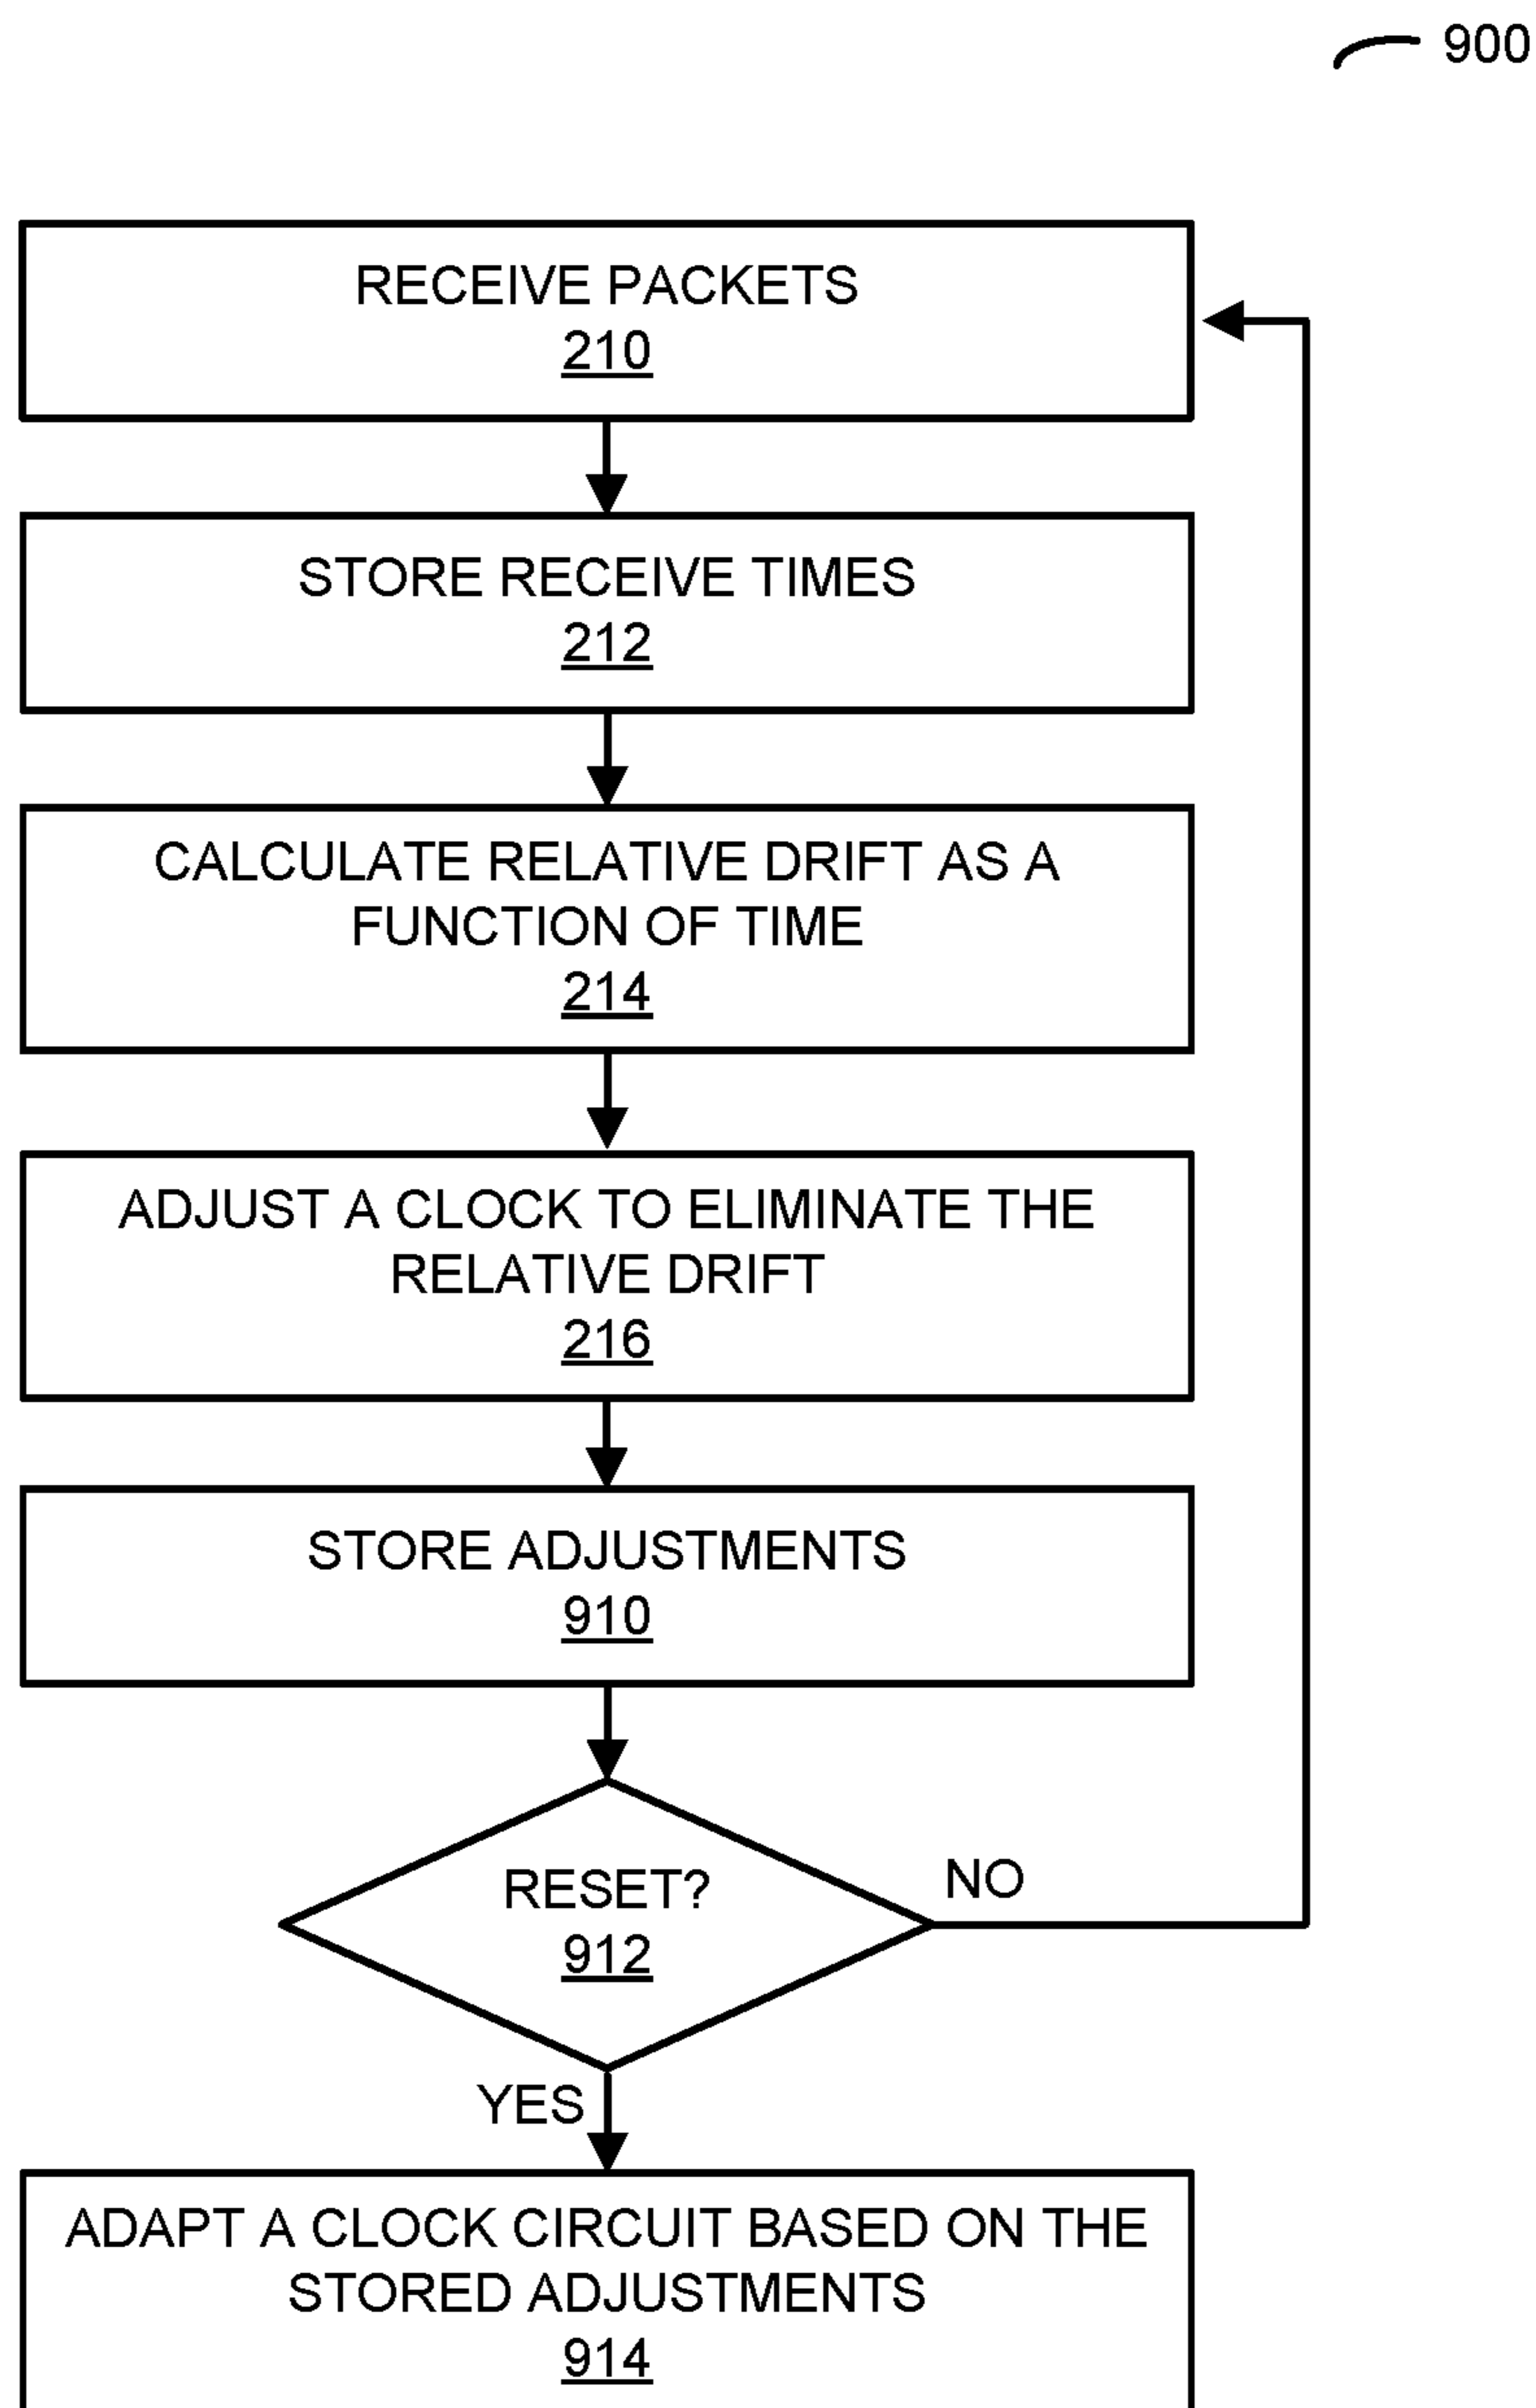 900
RECEIVE PACKETS
210
STORE RECEIVE TIMES
212
CALCULATE RELATIVE DRIFT AS A
FUNCTION OF TIME
214
ADJUST A CLOCK TO ELIMINATE THE
RELATIVE DRIFT
216
STORE ADJUSTMENTS
910
RESET?
912
NO
YES
ADAPT A CLOCK CIRCUIT BASED ON THE
STORED ADJUSTMENTS
914